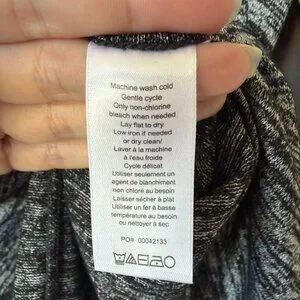 Machine wash cold
Gentle cycle
Only non-chlorine
bleach when needed
Lay flat to dry
Low iron if needed
or dry clean/
Laver à la machine
à l'eau froide
Cycle délicat
Utiliser seulement un
agent de blanchiment
non chloré au besoin
Laisser sécher à plat
Utiliser un fer à basse
température au besoin
ou nettoyer à sec
PO# 00042133